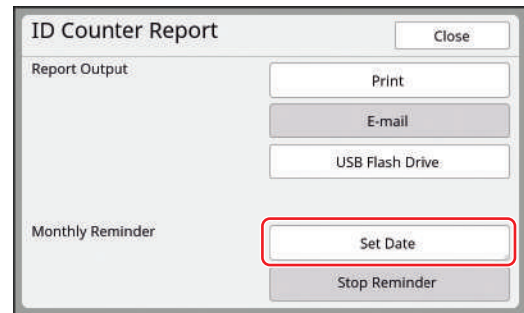 ID Counter Report
Close
Report Output
Print
E-mail
USB Flash Drive
Monthly Reminder
Set Date
Stop Reminder